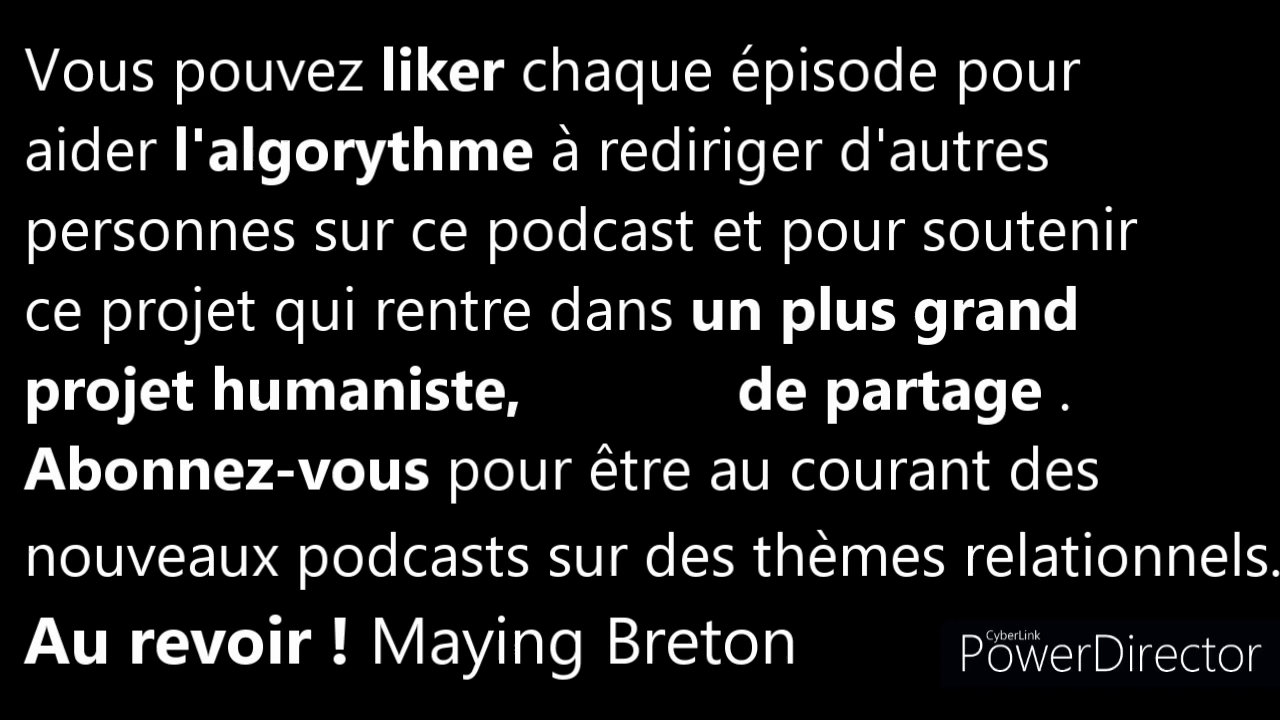 Vous pouvez liker chaque épisode pour
aider l'algorythme à rediriger d'autres
personnes sur ce podcast et pour soutenir
ce projet qui rentre dans un plus grand
projet humaniste, de partage .
Abonnez-vous pour être au courant des
nouveaux podcasts sur des thèmes relationnels.
Au revoir ! Maying Breton
CyberLink
PowerDirector